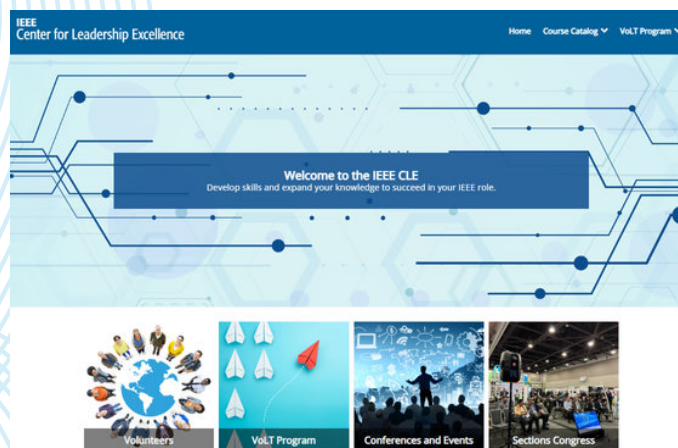 IEEE
Center for Leadership Excellence
Home Course Catalog VoLT Program
Welcome to the IEEE CLE
Develop skills and expand your knowledge to succeed in your IEEE role.
Volunteers VoLT Program Conferences and Events Sections Congress